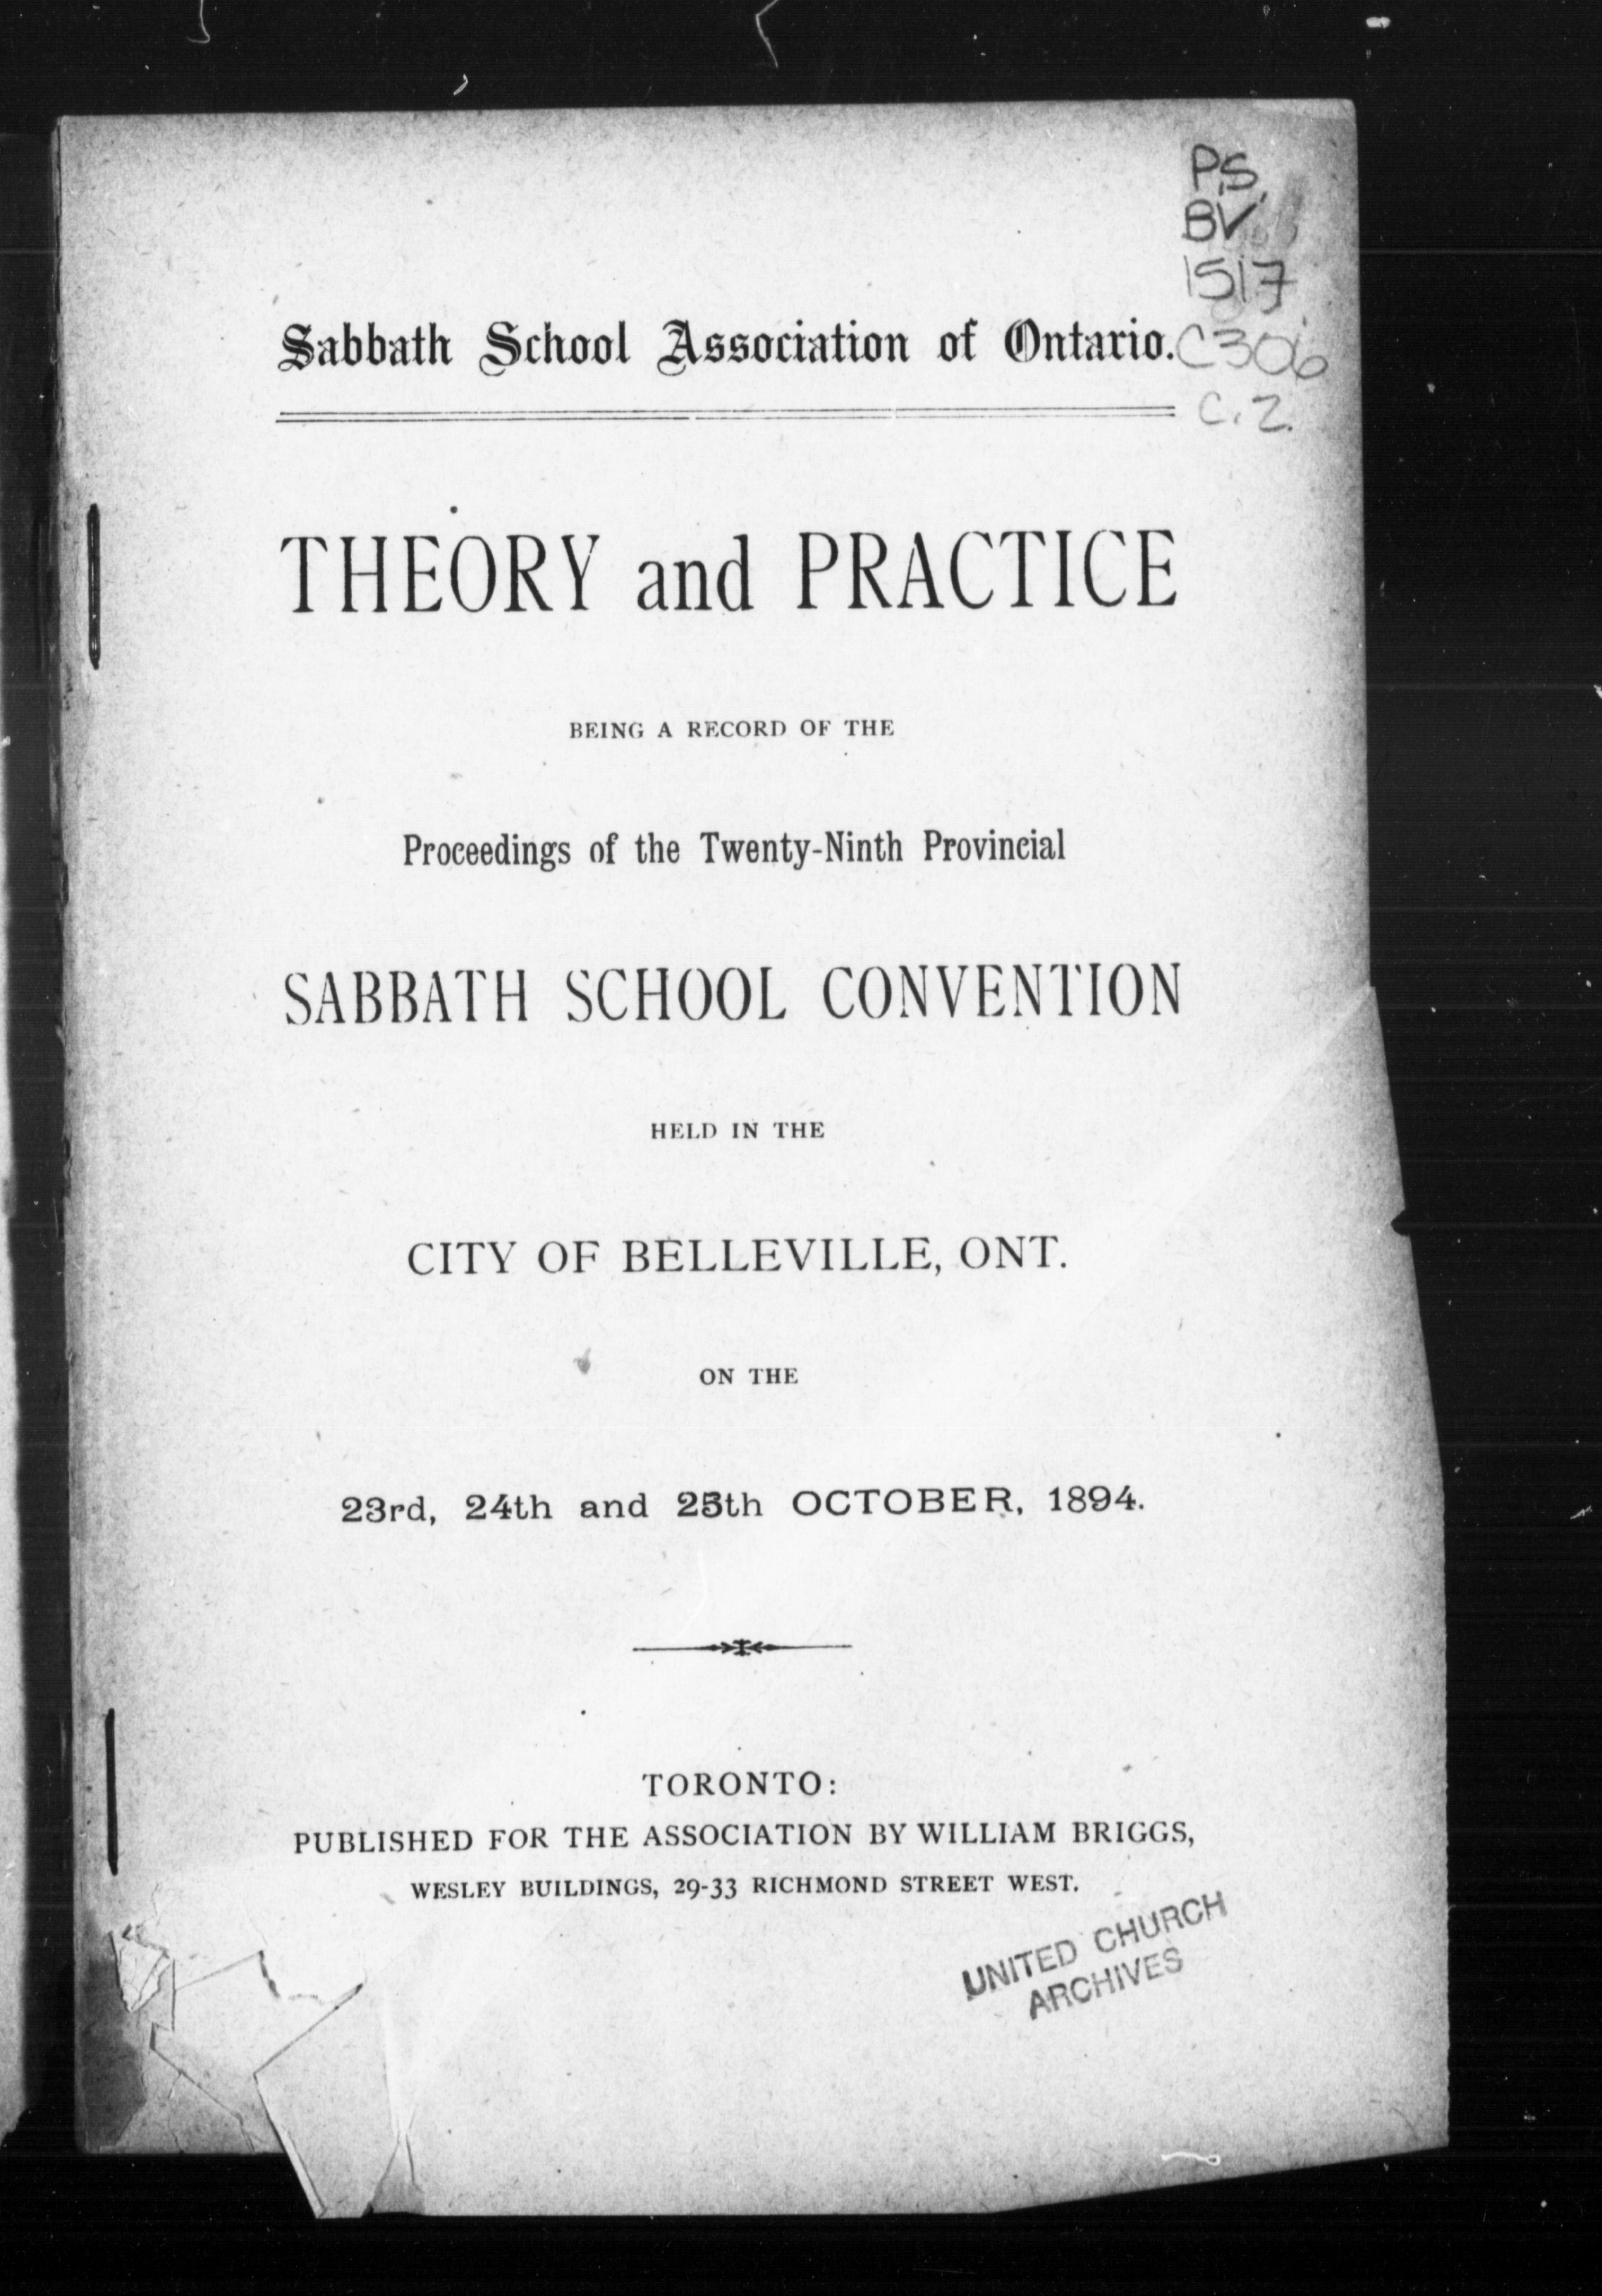 P.S.
BV
1517
C306
C.2.
Sabbath School Association of Ontario.
THEORY and PRACTICE
BEING A RECORD OF THE
Proceedings of the Twenty-Ninth Provincial
SABBATH SCHOOL CONVENTION
HELD IN THE
CITY OF BELLEVILLE, ONT.
ON THE
23rd, 24th and 25th OCTOBER, 1894.
TORONTO:
PUBLISHED FOR THE ASSOCIATION BY WILLIAM BRIGGS,
WESLEY BUILDINGS, 29-33 RICHMOND STREET WEST.
UNITED CHURCH
ARCHIVES